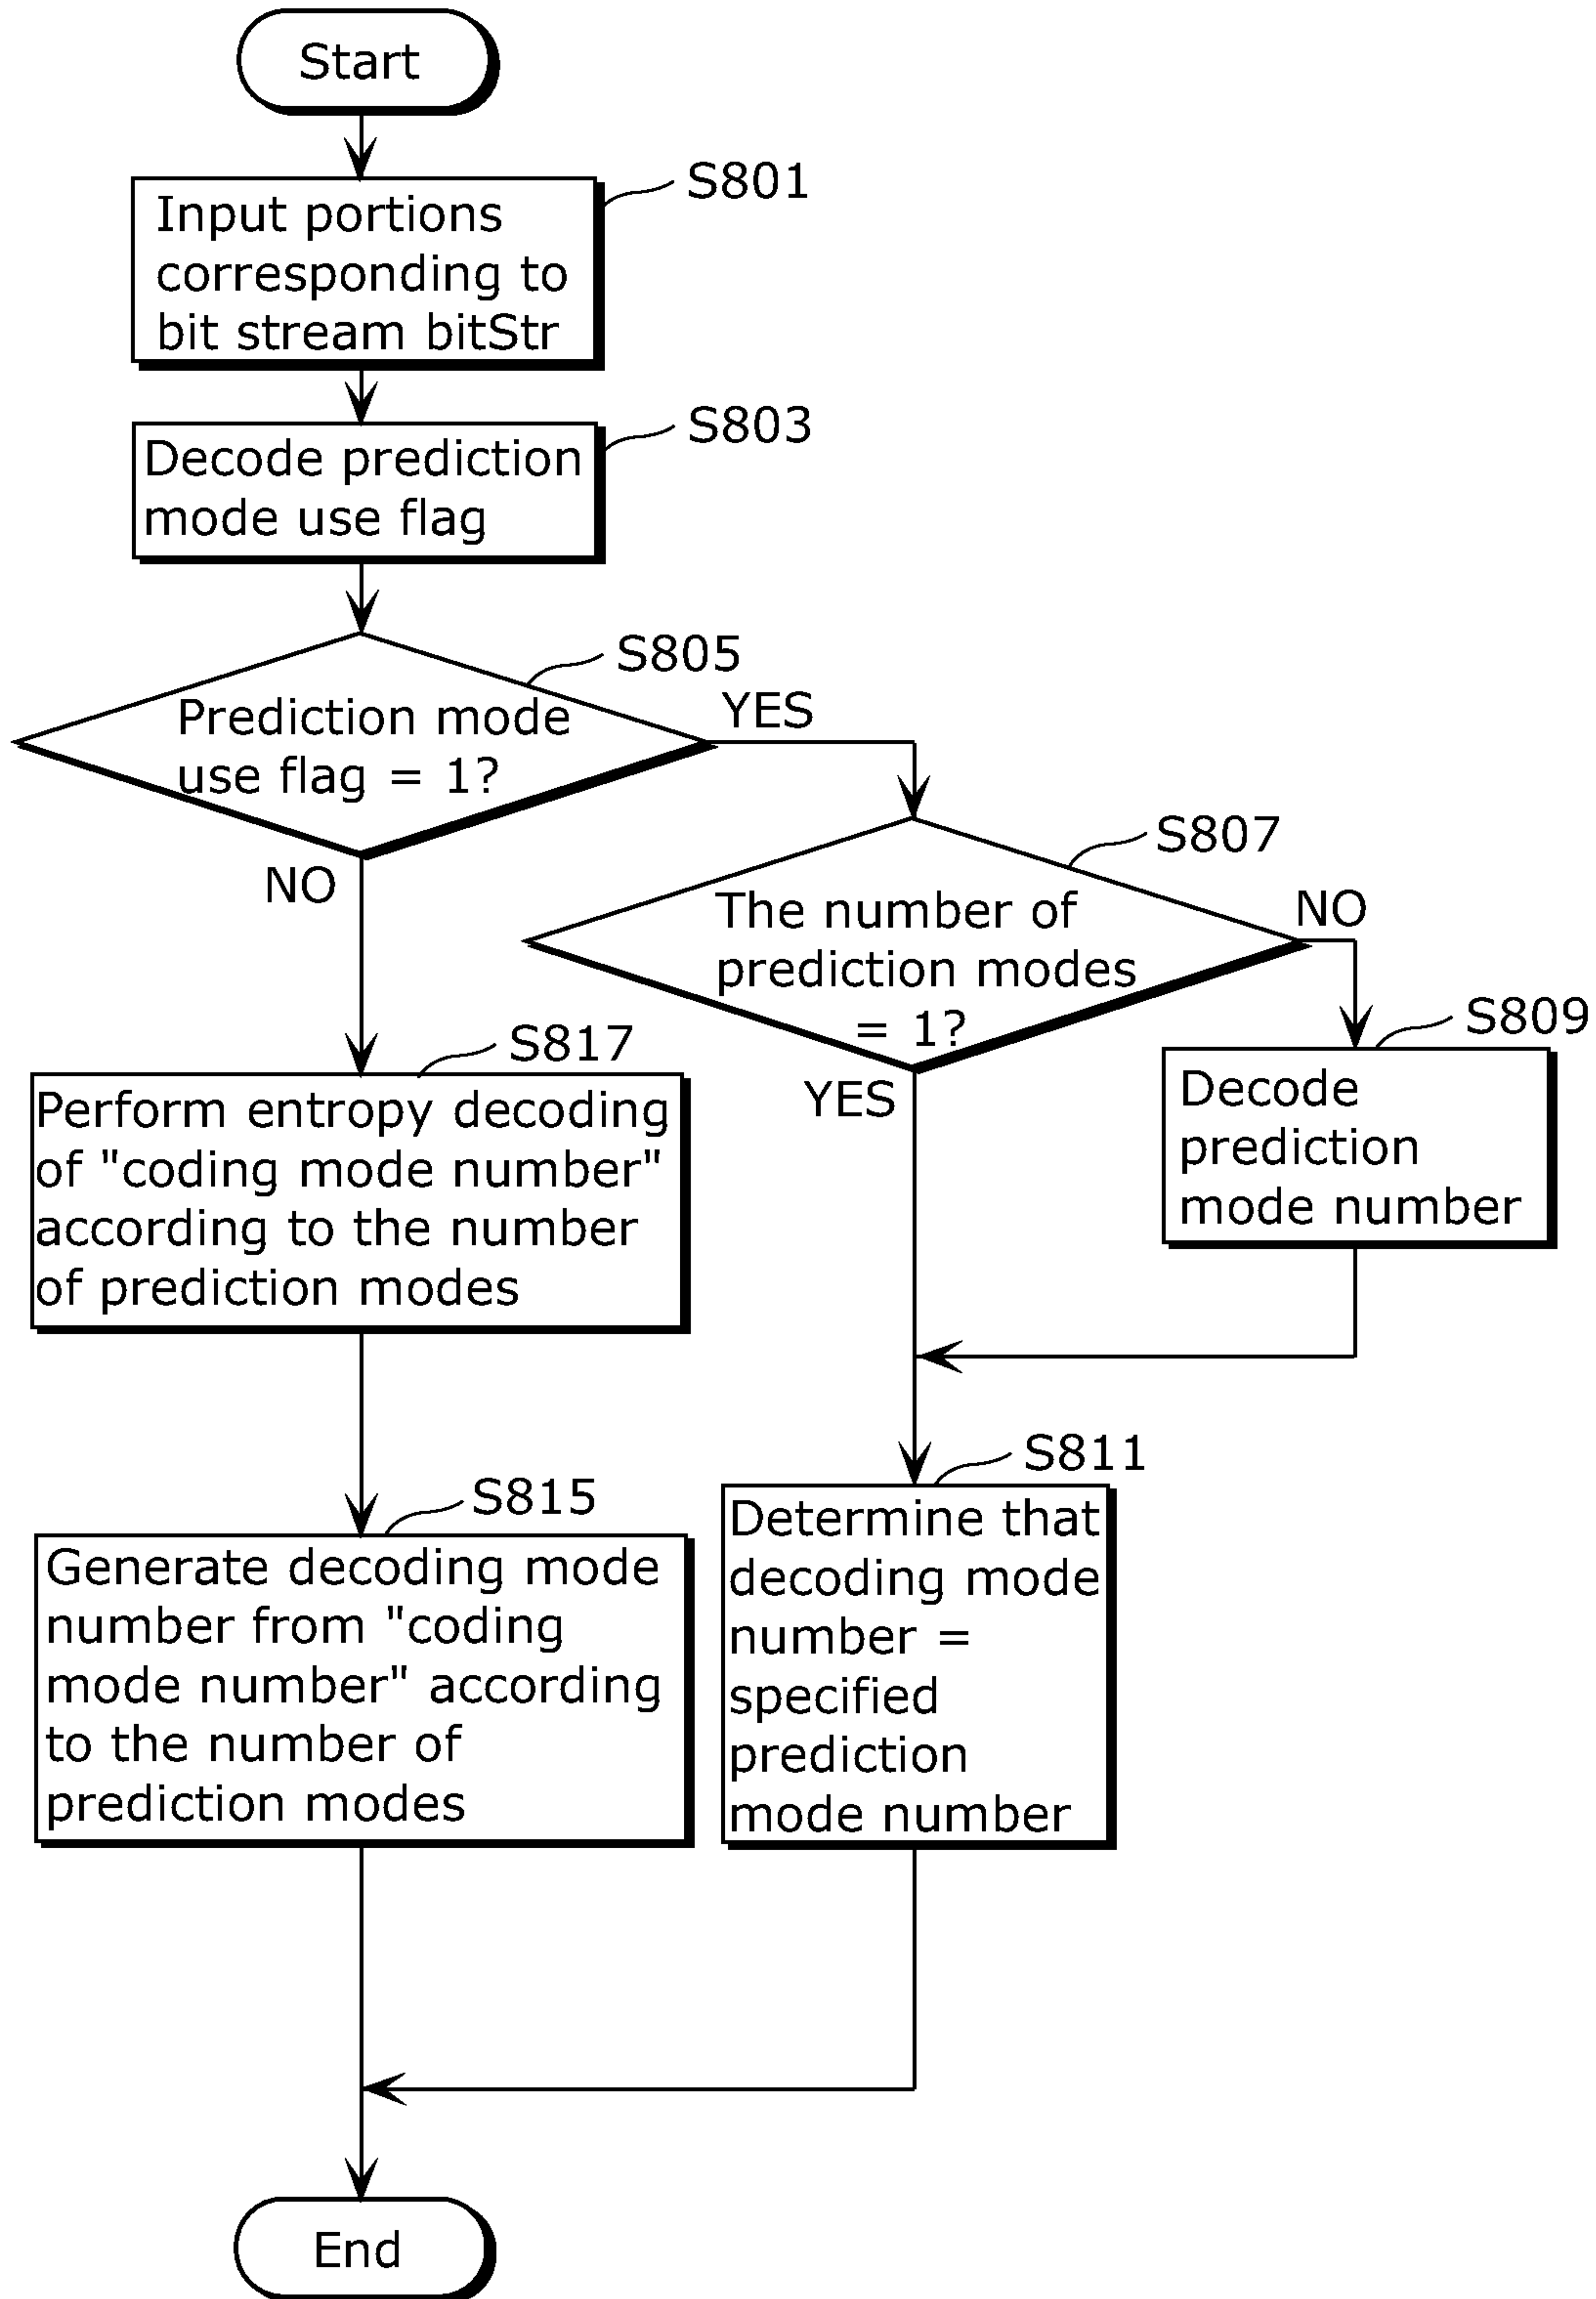 Start
S801
Input portions
corresponding to
bit stream bitStr
S803
Decode prediction
mode use flag
S805
Prediction mode
use flag = 1?
YES
NO
S807
The number of
prediction modes
= 1?
NO
YES
S809
Decode
prediction
mode number
S817
Perform entropy decoding
of "coding mode number"
according to the number
of prediction modes
S811
Determine that
decoding mode
number =
specified
prediction
mode number
S815
Generate decoding mode
number from "coding
mode number" according
to the number of
prediction modes
End